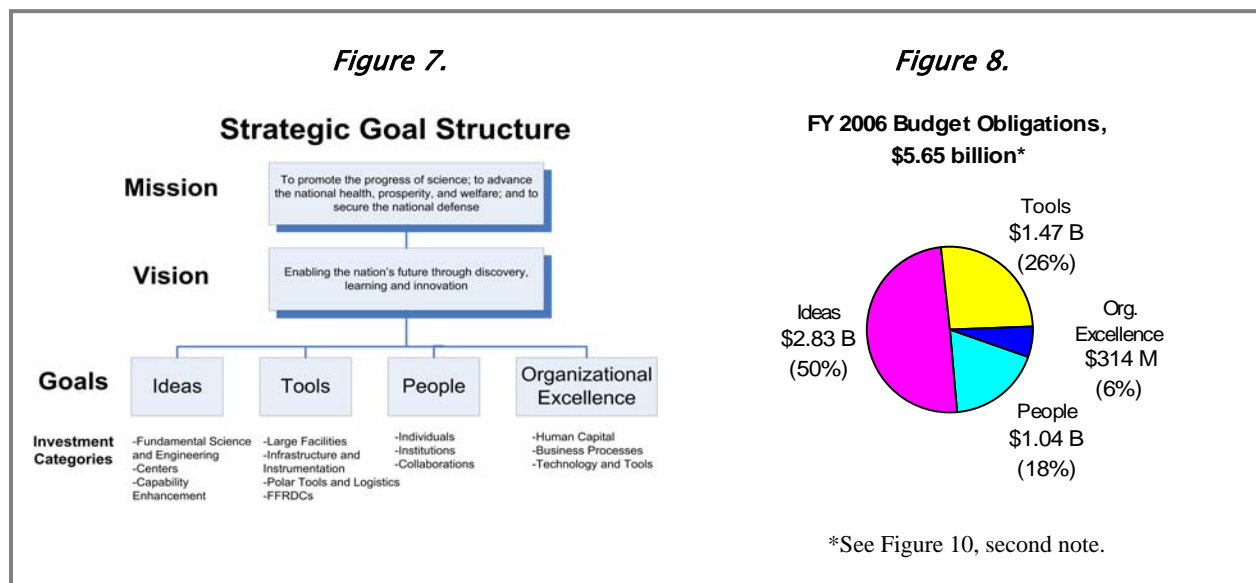 Figure 7.
Strategic Goal Structure
Mission
To promote the progress of science; to advance
the national health, prosperity, and welfare; and to
secure the national defense
Vision
Enabling the nation's future through discovery,
learning and innovation
Goals
Ideas
Tools
People
Organizational
Excellence
Investment
Categories
-Fundamental Science
and Engineering
-Centers
-Capability
Enhancement
-Large Facilities
-Infrastructure and
Instrumentation
-Polar Tools and Logistics
-FFRDCs
-Individuals
-Institutions
-Collaborations
-Human Capital
-Business Processes
-Technology and Tools
Figure 8.
FY 2006 Budget Obligations,
$5.65 billion*
Tools
$1.47 B
(26%)
Ideas
$2.83 B
(50%)
Org.
Excellence
$314 M
(6%)
People
$1.04 B
(18%)
*See Figure 10, second note.